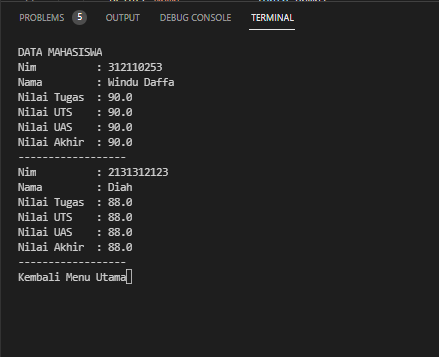 PROBLEMS 5 OUTPUT DEBUG CONSOLE TERMINAL
DATA MAHASISWA
Nim : 312110253
Nama : Windu Daffa
Nilai Tugas : 90.0
Nilai UTS : 90.0
Nilai UAS : 90.0
Nilai Akhir : 90.0
------------------
Nim : 2131312123
Nama : Diah
Nilai Tugas : 88.0
Nilai UTS : 88.0
Nilai UAS : 88.0
Nilai Akhir : 88.0
------------------
Kembali Menu Utama